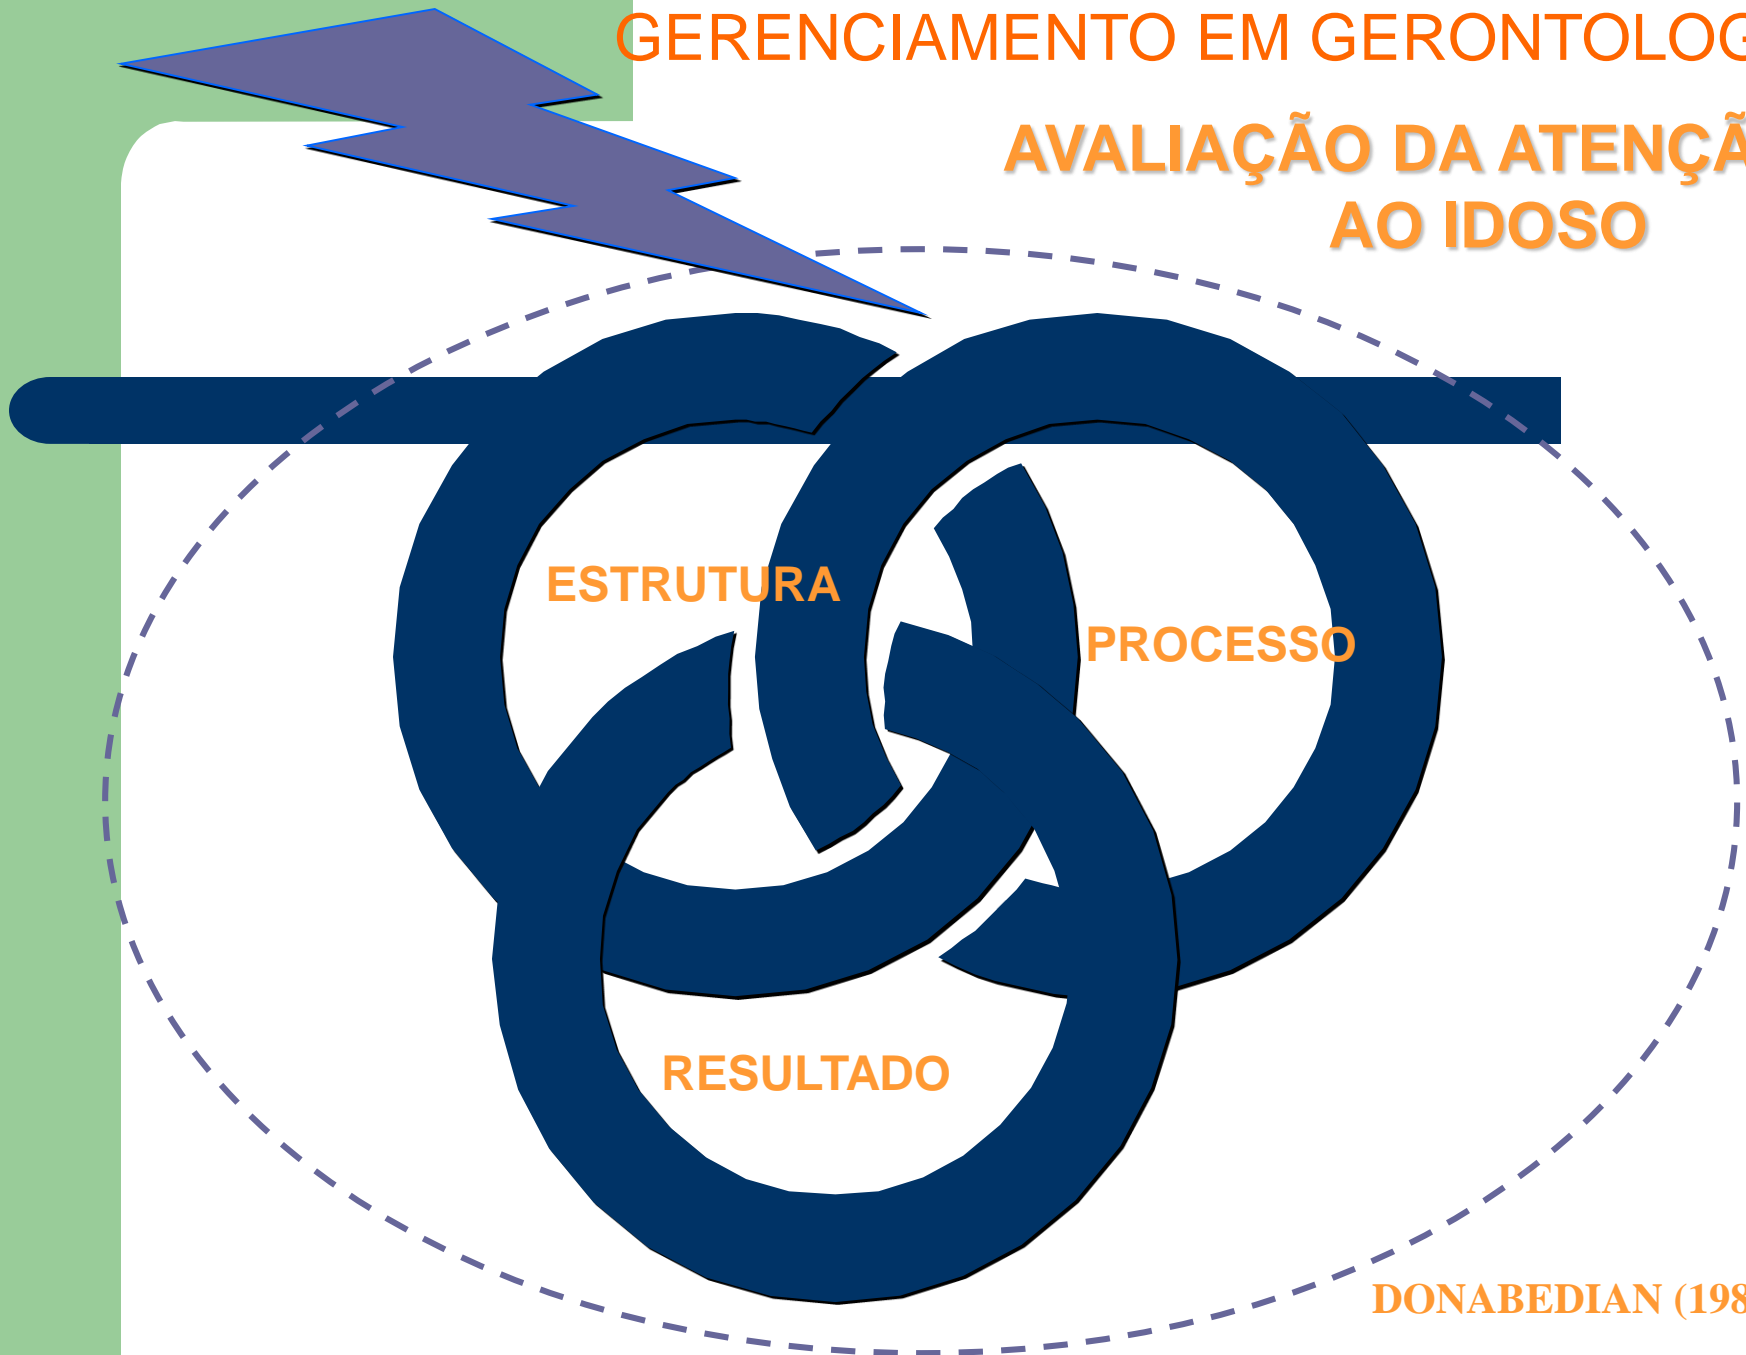 GERENCIAMENTO EM GERONTOLOG
AVALIAÇÃO DA ATENÇÃ
AO IDOSO
ESTRUTURA
PROCESSO
RESULTADO
DONABEDIAN (198